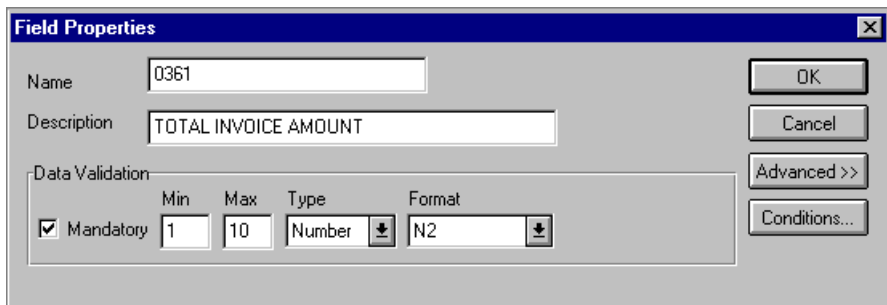 Field Properties
Name 0361 OK
Description TOTAL INVOICE AMOUNT Cancel
Data Validation Advanced >>
Min Max Type Format
Mandatory 1 10 Number N2 Conditions...